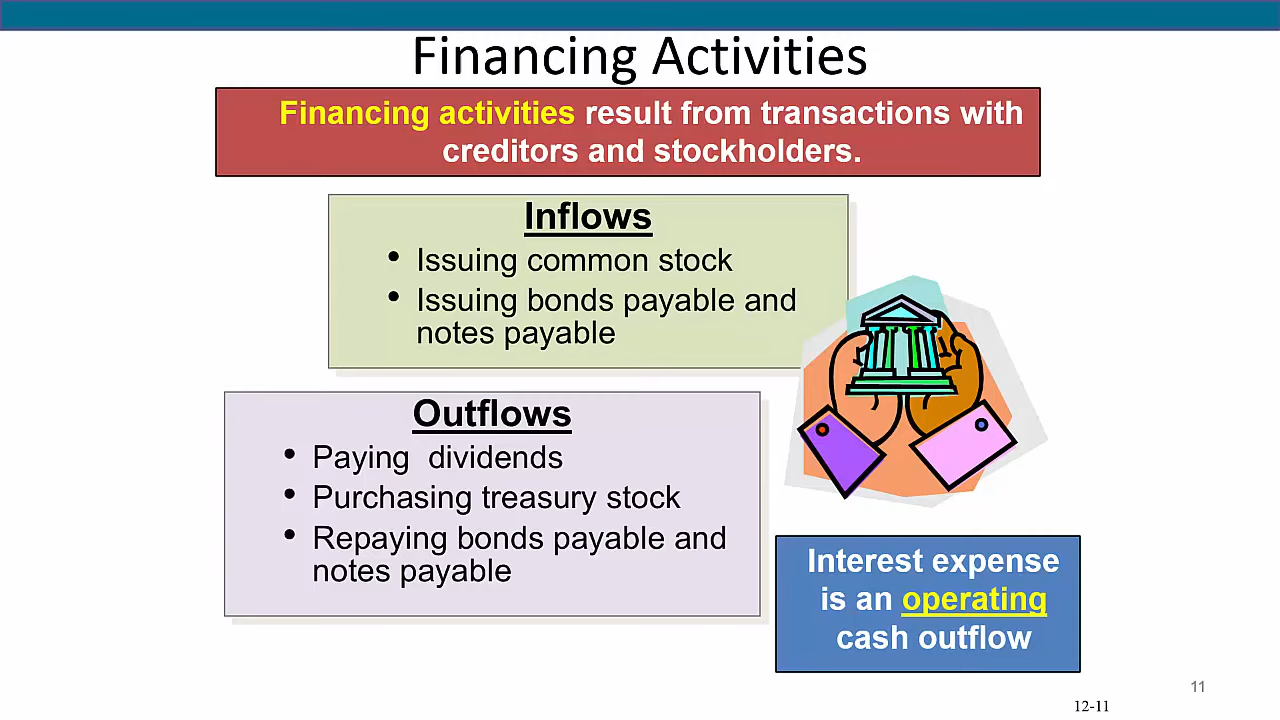 Financing Activities
Financing activities result from transactions with
creditors and stockholders.
Inflows
• Issuing common stock
• Issuing bonds payable and
notes payable
Outflows
• Paying dividends
• Purchasing treasury stock
• Repaying bonds payable and
notes payable
Interest expense
is an operating
cash outflow
11
12-11